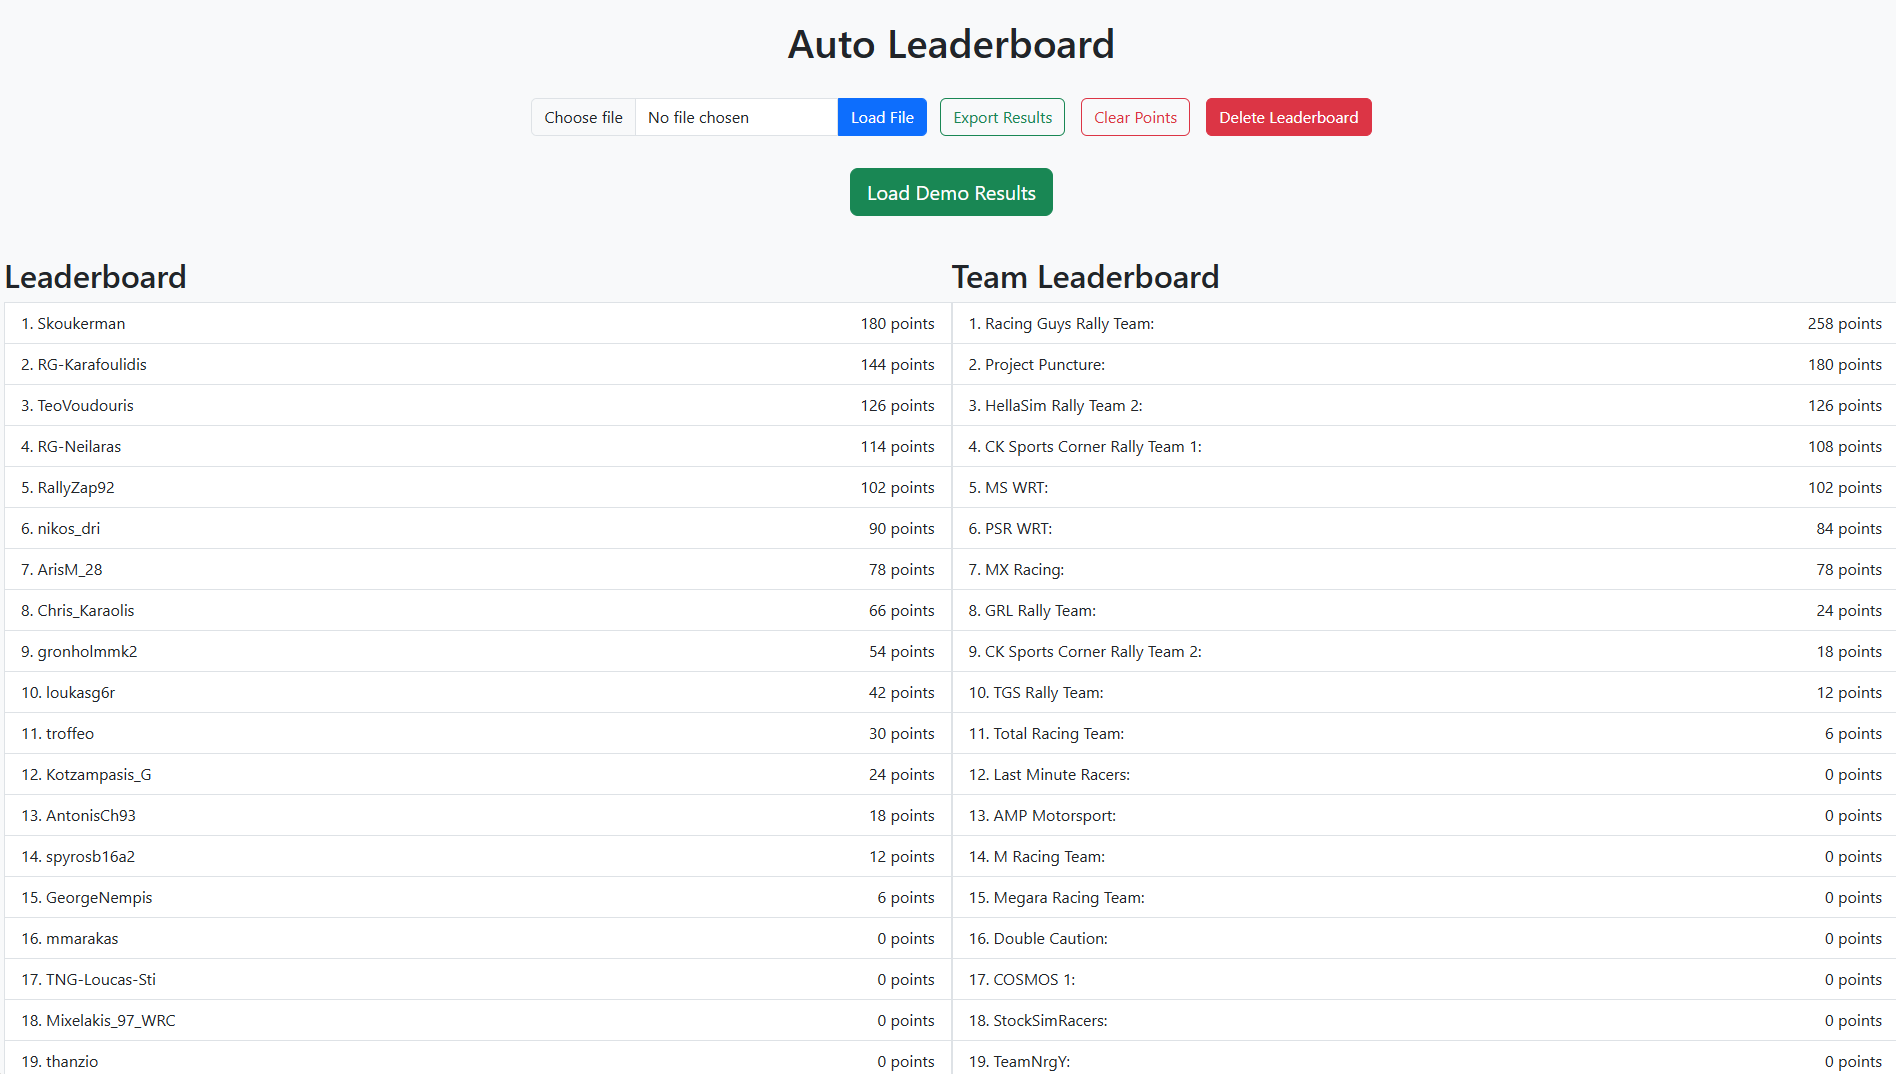 Auto Leaderboard
Choose file No file chosen Load File Export Results Clear Points Delete Leaderboard
Load Demo Results
Leaderboard
1. Skoukerman 180 points
2. RG-Karafoulidis 144 points
3. TeoVoudouris 126 points
4. RG-Neilaras 114 points
5. RallyZap92 102 points
6. nikos_dri 90 points
7. ArisM_28 78 points
8. Chris_Karaolis 66 points
9. gronholmmk2 54 points
10. loukasg6r 42 points
11. troffeo 30 points
12. Kotzampasis_G 24 points
13. AntonisCh93 18 points
14. spyrosb16a2 12 points
15. GeorgeNempis 6 points
16. mmarakas 0 points
17. TNG-Loucas-Sti 0 points
18. Mixelakis_97_WRC 0 points
19. thanzio 0 points
Team Leaderboard
1. Racing Guys Rally Team: 258 points
2. Project Puncture: 180 points
3. HellaSim Rally Team 2: 126 points
4. CK Sports Corner Rally Team 1: 108 points
5. MS WRT: 102 points
6. PSR WRT: 84 points
7. MX Racing: 78 points
8. GRL Rally Team: 24 points
9. CK Sports Corner Rally Team 2: 18 points
10. TGS Rally Team: 12 points
11. Total Racing Team: 6 points
12. Last Minute Racers: 0 points
13. AMP Motorsport: 0 points
14. M Racing Team: 0 points
15. Megara Racing Team: 0 points
16. Double Caution: 0 points
17. COSMOS 1: 0 points
18. StockSimRacers: 0 points
19. TeamNrgY: 0 points